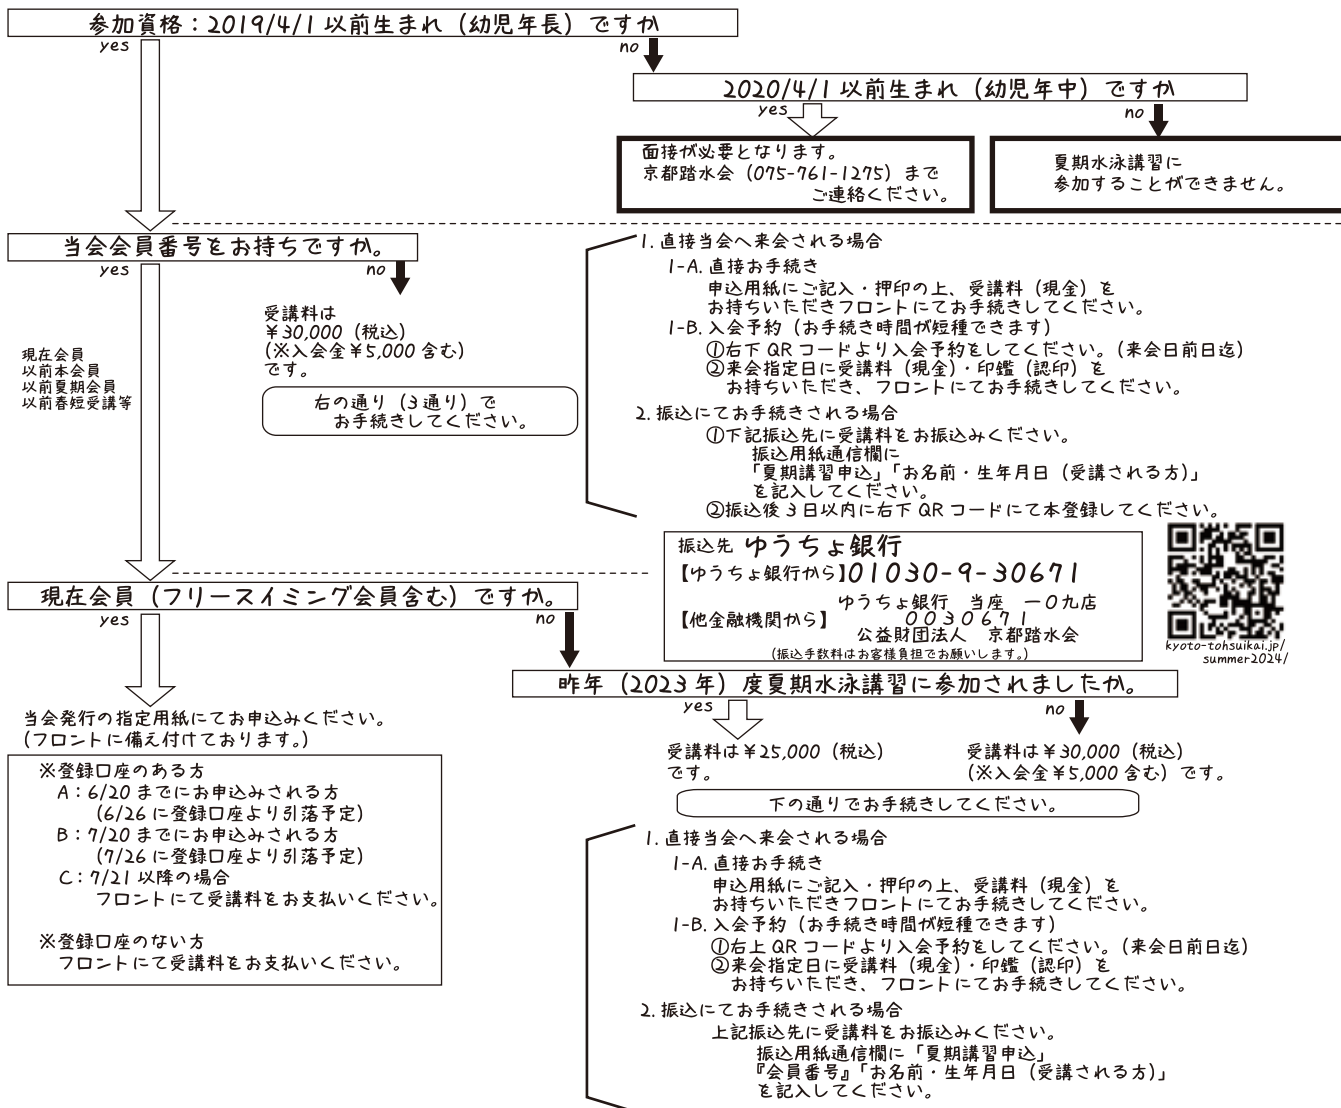 参加資格：2019/4/1 以前生まれ（幼児年長）ですか
yes
no
2020/4/1 以前生まれ（幼児年中）ですか
yes
no
面接が必要となります。
京都踏水会（075-761-1275）まで
ご連絡ください。
夏期水泳講習に
参加することができません。
当会会員番号をお持ちですか。
yes
no
現在会員
以前本会員
以前夏期会員
以前春短受講等
受講料は
￥30,000（税込）
（※入会金￥5,000 含む）
です。
右の通り（3通り）で
お手続きしてください。
1. 直接当会へ来会される場合
1-A. 直接お手続き
申込用紙にご記入・押印の上、受講料（現金）を
お持ちいただきフロントにてお手続きしてください。
1-B. 入会予約（お手続き時間が短種できます）
①右下 QR コードより入会予約をしてください。（来会日前日迄）
②来会指定日に受講料（現金）・印鑑（認印）を
お持ちいただき、フロントにてお手続きしてください。
2. 振込にてお手続きされる場合
①下記振込先に受講料をお振込みください。
振込用紙通信欄に
「夏期講習申込」「お名前・生年月日（受講される方）」
を記入してください。
②振込後 3 日以内に右下 QR コードにて本登録してください。
振込先 ゆうちょ銀行
【ゆうちょ銀行から】01030-9-30671
ゆうちょ銀行　当座　一〇九店
【他金融機関から】　0030671
公益財団法人　京都踏水会
（振込手数料はお客様負担でお願いします。）
kyoto-tohsuikai.jp/
summer2024/
現在会員（フリースイミング会員含む）ですか。
yes
no
昨年（2023 年）度夏期水泳講習に参加されましたか。
yes
no
当会発行の指定用紙にてお申込みください。
（フロントに備え付けております。）
※登録口座のある方
A：6/20 までにお申込みされる方
（6/26 に登録口座より引落予定）
B：7/20 までにお申込みされる方
（7/26 に登録口座より引落予定）
C：7/21 以降の場合
フロントにて受講料をお支払いください。
※登録口座のない方
フロントにて受講料をお支払いください。
受講料は￥25,000（税込）
です。
受講料は￥30,000（税込）
（※入会金￥5,000 含む）です。
下の通りでお手続きしてください。
1. 直接当会へ来会される場合
1-A. 直接お手続き
申込用紙にご記入・押印の上、受講料（現金）を
お持ちいただきフロントにてお手続きしてください。
1-B. 入会予約（お手続き時間が短種できます）
①右上 QR コードより入会予約をしてください。（来会日前日迄）
②来会指定日に受講料（現金）・印鑑（認印）を
お持ちいただき、フロントにてお手続きしてください。
2. 振込にてお手続きされる場合
上記振込先に受講料をお振込みください。
振込用紙通信欄に「夏期講習申込」
『会員番号』「お名前・生年月日（受講される方）」
を記入してください。